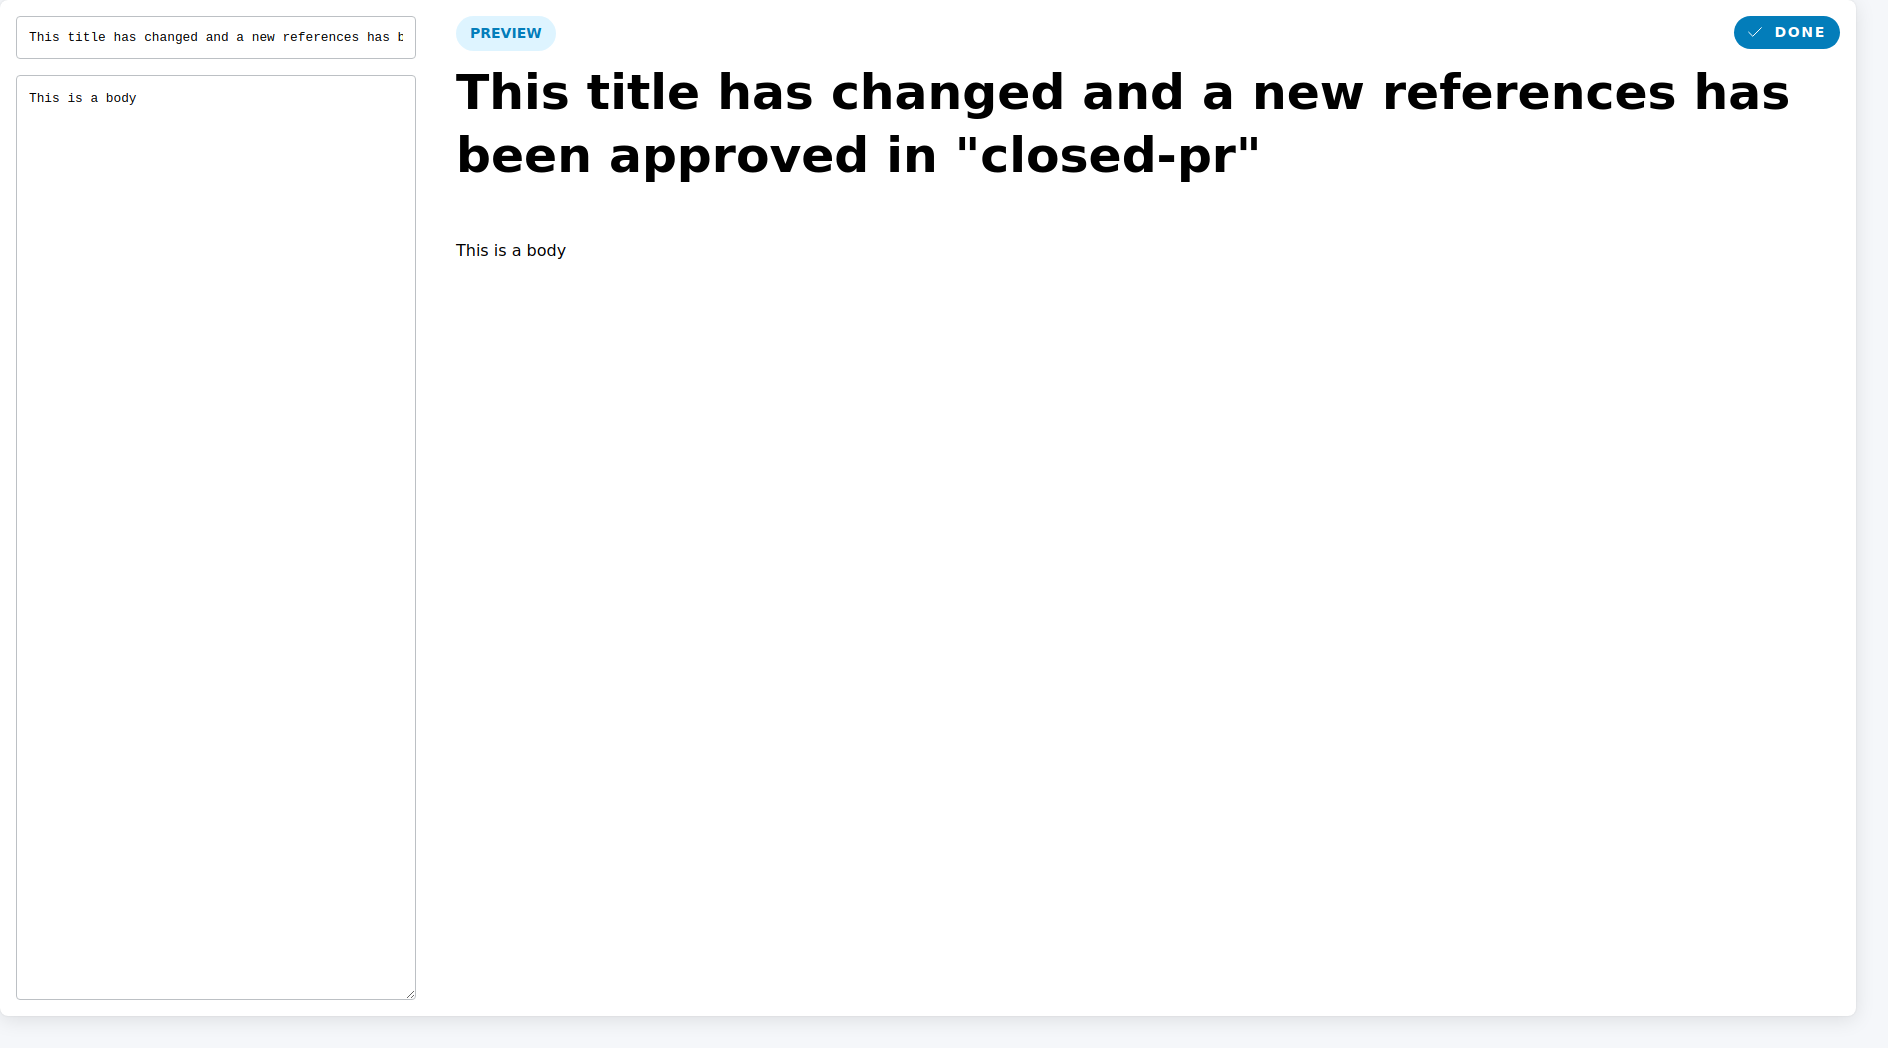 This title has changed and a new references has b
This is a body
PREVIEW
DONE
This title has changed and a new references has
been approved in "closed-pr"
This is a body